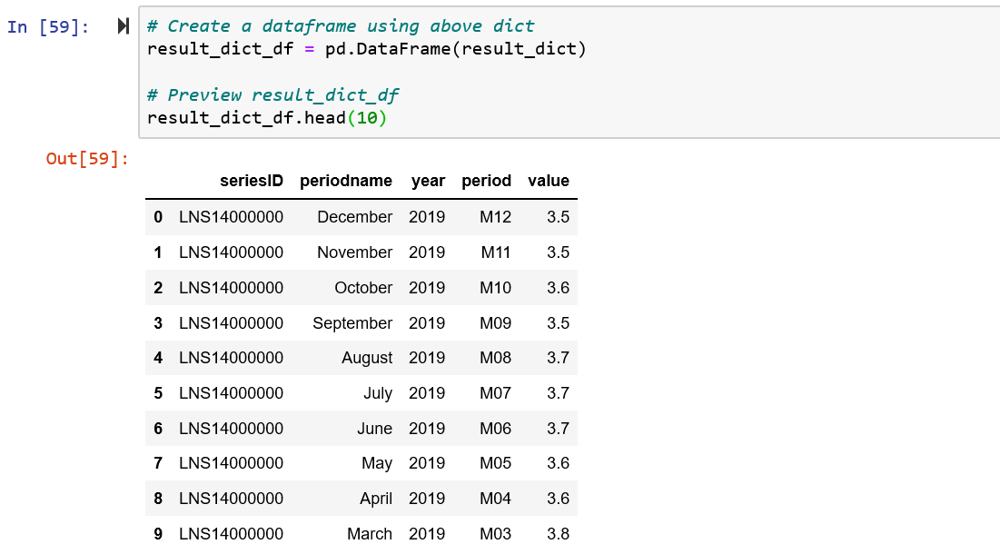 In [59]:
# Create a dataframe using above dict
result_dict_df = pd.DataFrame(result_dict)
# Preview result_dict_df
result_dict_df.head(10)
Out[59]:
seriesID periodname year period value
0 LNS14000000 December 2019 M12 3.5
1 LNS14000000 November 2019 M11 3.5
2 LNS14000000 October 2019 M10 3.6
3 LNS14000000 September 2019 M09 3.5
4 LNS14000000 August 2019 M08 3.7
5 LNS14000000 July 2019 M07 3.7
6 LNS14000000 June 2019 M06 3.7
7 LNS14000000 May 2019 M05 3.6
8 LNS14000000 April 2019 M04 3.6
9 LNS14000000 March 2019 M03 3.8